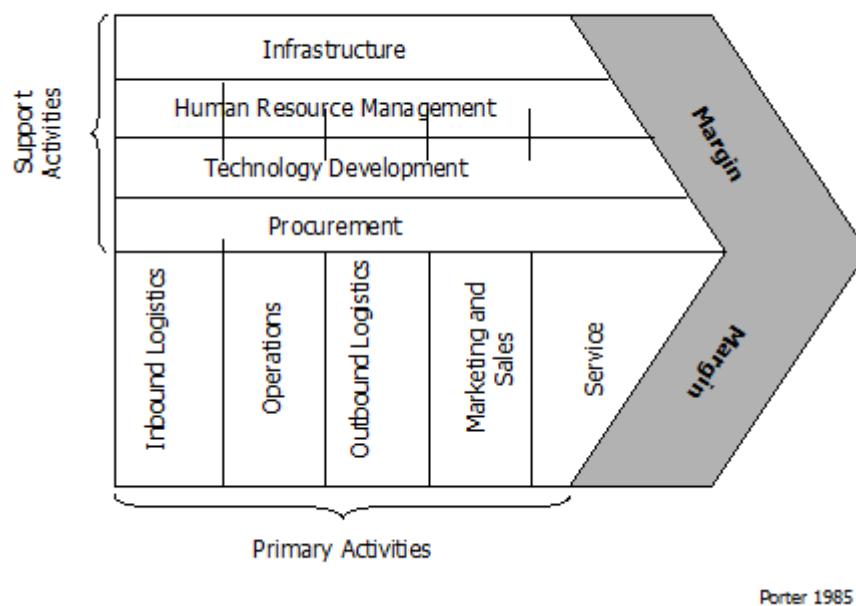 Support
Activities
Infrastructure
Human Resource Management
Technology Development
Procurement
Margin
Inbound Logistics
Operations
Outbound Logistics
Marketing and
Sales
Service
Margin
Primary Activities
Porter 1985